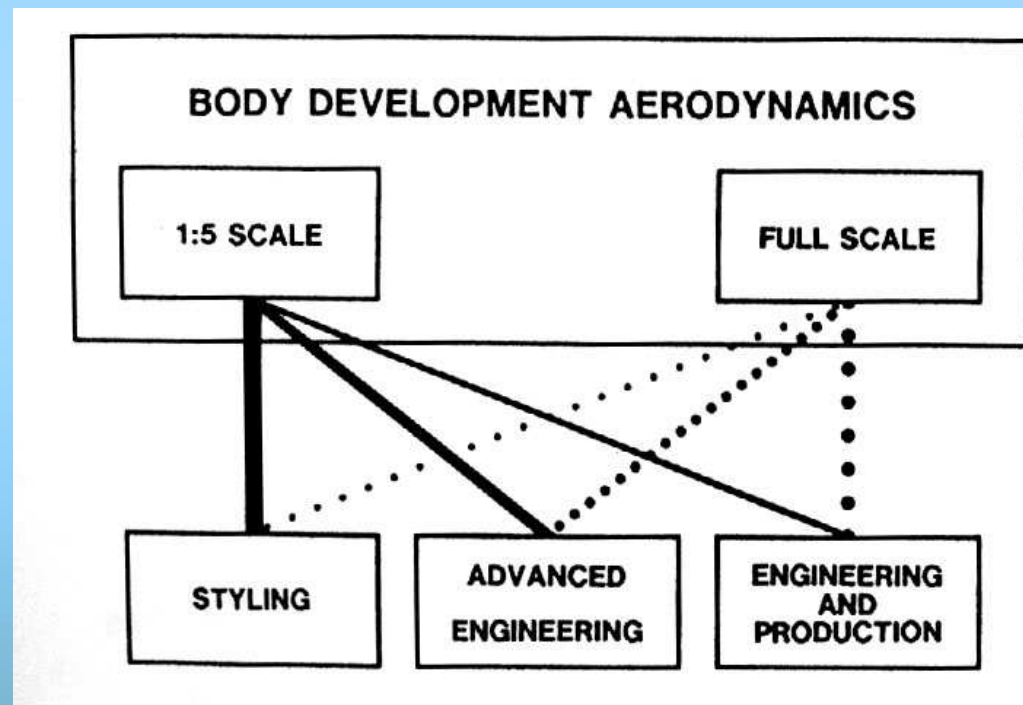 BODY DEVELOPMENT AERODYNAMICS
1:5 SCALE
FULL SCALE
STYLING
ADVANCED
ENGINEERING
ENGINEERING
AND
PRODUCTION